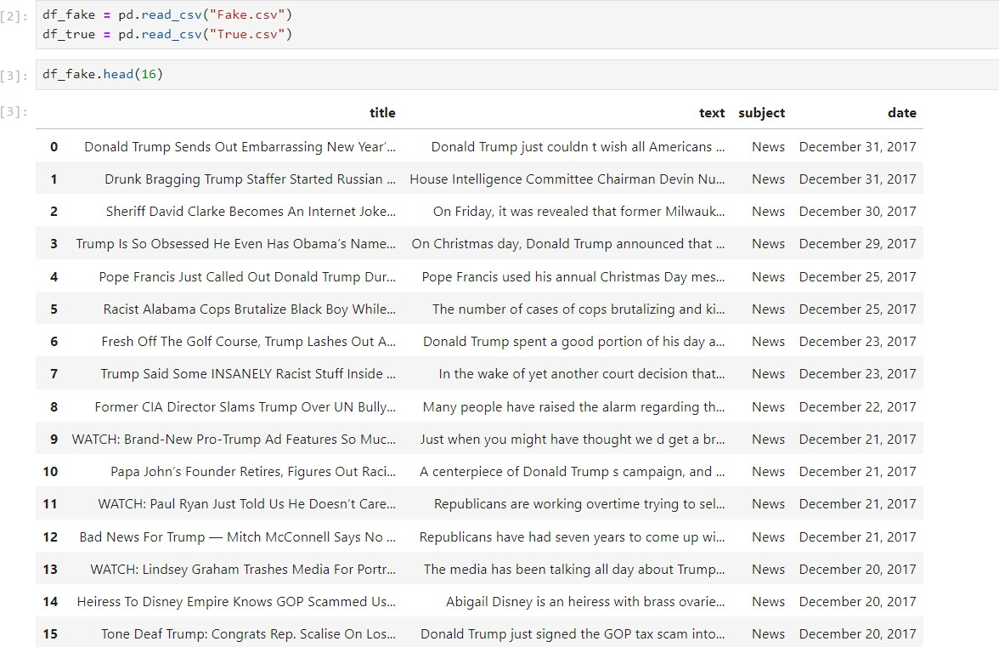 [2]: df_fake = pd.read_csv("Fake.csv")
df_true = pd.read_csv("True.csv")
[3]: df_fake.head(16)
[3]: title text subject date
0 Donald Trump Sends Out Embarrassing New Year’... Donald Trump just couldn t wish all Americans ... News December 31, 2017
1 Drunk Bragging Trump Staffer Started Russian ... House Intelligence Committee Chairman Devin Nu... News December 31, 2017
2 Sheriff David Clarke Becomes An Internet Joke... On Friday, it was revealed that former Milwauk... News December 30, 2017
3 Trump Is So Obsessed He Even Has Obama’s Name... On Christmas day, Donald Trump announced that ... News December 29, 2017
4 Pope Francis Just Called Out Donald Trump Dur... Pope Francis used his annual Christmas Day mes... News December 25, 2017
5 Racist Alabama Cops Brutalize Black Boy While... The number of cases of cops brutalizing and ki... News December 25, 2017
6 Fresh Off The Golf Course, Trump Lashes Out A... Donald Trump spent a good portion of his day a... News December 23, 2017
7 Trump Said Some INSANELY Racist Stuff Inside ... In the wake of yet another court decision that... News December 23, 2017
8 Former CIA Director Slams Trump Over UN Bully... Many people have raised the alarm regarding th... News December 22, 2017
9 WATCH: Brand-New Pro-Trump Ad Features So Muc... Just when you might have thought we d get a br... News December 21, 2017
10 Papa John’s Founder Retires, Figures Out Raci... A centerpiece of Donald Trump s campaign, and ... News December 21, 2017
11 WATCH: Paul Ryan Just Told Us He Doesn’t Care... Republicans are working overtime trying to sel... News December 21, 2017
12 Bad News For Trump — Mitch McConnell Says No ... Republicans have had seven years to come up wi... News December 21, 2017
13 WATCH: Lindsey Graham Trashes Media For Portr... The media has been talking all day about Trump... News December 20, 2017
14 Heiress To Disney Empire Knows GOP Scammed Us... Abigail Disney is an heiress with brass ovarie... News December 20, 2017
15 Tone Deaf Trump: Congrats Rep. Scalise On Los... Donald Trump just signed the GOP tax scam into... News December 20, 2017